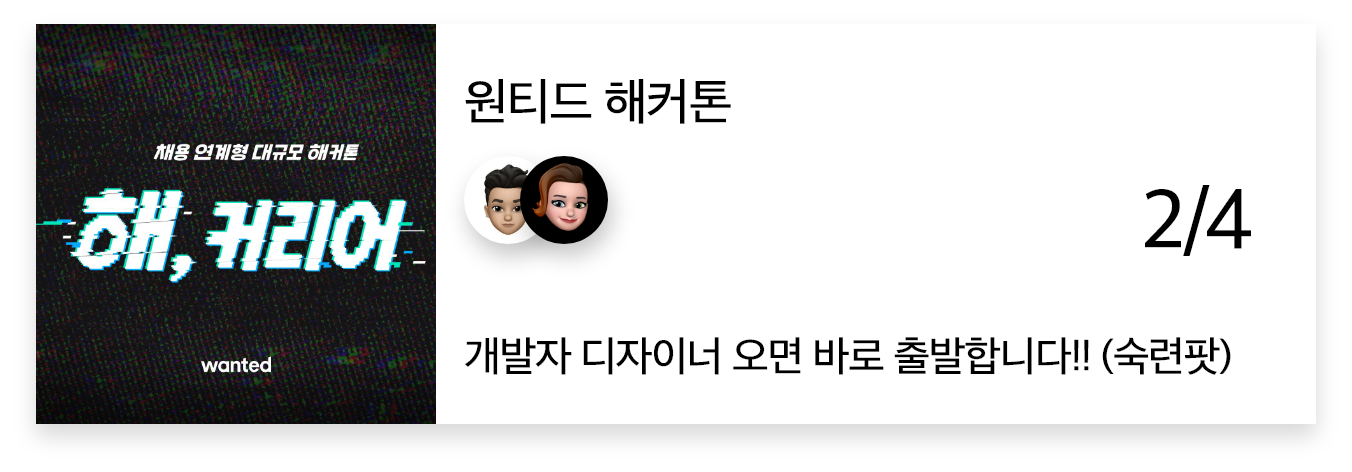 채용 연계형 대규모 해커톤
해, 커리어
wanted
원티드 해커톤
2/4
개발자 디자이너 오면 바로 출발합니다!! (숙련팟)